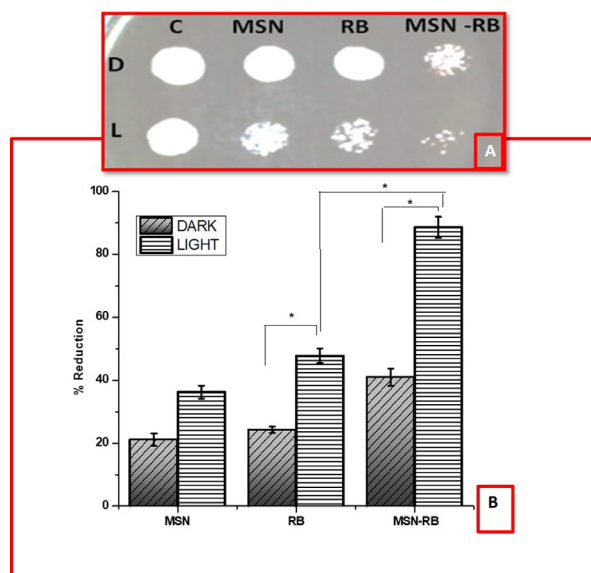 C MSN RB MSN -RB
D
L
A
100
80
60
40
20
0
% Reduction
DARK
LIGHT
*
*
*
MSN RB MSN-RB
B